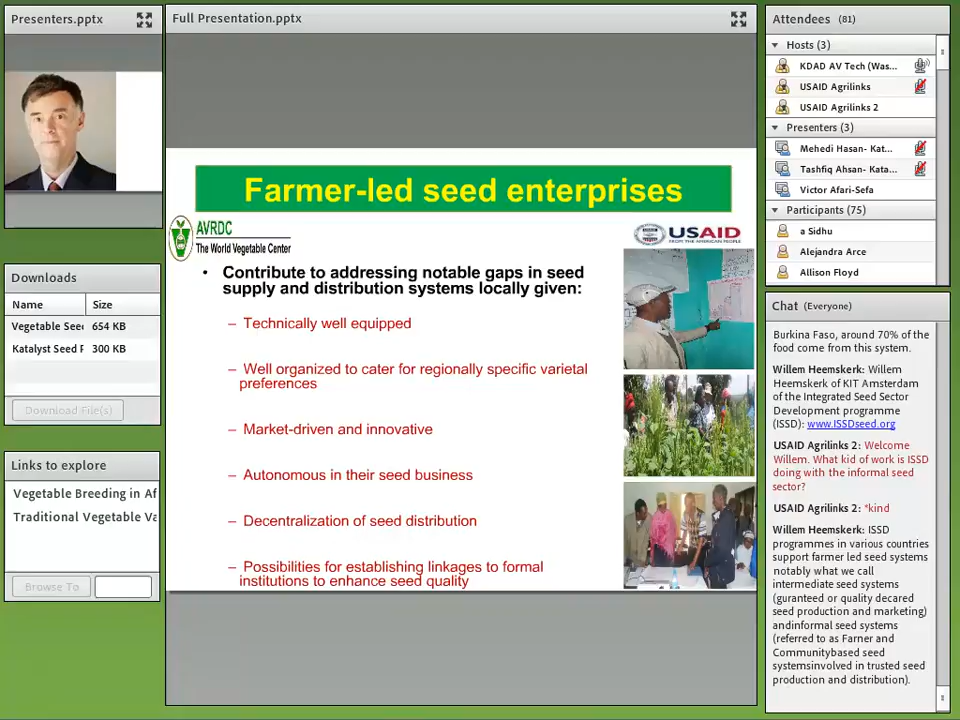 Presenters.pptx
Full Presentation.pptx
Farmer-led seed enterprises
AVRDC
The World Vegetable Center
USAID
FROM THE AMERICAN PEOPLE
• Contribute to addressing notable gaps in seed
supply and distribution systems locally given:
– Technically well equipped
– Well organized to cater for regionally specific varietal
preferences
– Market-driven and innovative
– Autonomous in their seed business
– Decentralization of seed distribution
– Possibilities for establishing linkages to formal
institutions to enhance seed quality
Downloads
Name Size
Vegetable See 654 KB
Katalyst Seed F 300 KB
Download File(s)
Links to explore
Vegetable Breeding in Af
Traditional Vegetable Va
Browse To
Attendees (81)
Hosts (3)
KDAD AV Tech (Was...
USAID Agrilinks
USAID Agrilinks 2
Presenters (3)
Mehedi Hasan- Kat...
Tashfiq Ahsan- Kata...
Victor Afari-Sefa
Participants (75)
a Sidhu
Alejandra Arce
Allison Floyd
Chat (Everyone)
Burkina Faso, around 70% of the
food come from this system.
Willem Heemskerk: Willem
Heemskerk of KIT Amsterdam
of the Integrated Seed Sector
Development programme
(ISSD): www.ISSDseed.org
USAID Agrilinks 2: Welcome
Willem. What kid of work is ISSD
doing with the informal seed
sector?
USAID Agrilinks 2: *kind
Willem Heemskerk: ISSD
programmes in various countries
support farmer led seed systems
notably what we call
intermediate seed systems
(guranteed or quality decared
seed production and marketing)
andinformal seed systems
(referred to as Farner and
Communitybased seed
systemsinvolved in trusted seed
production and distribution).